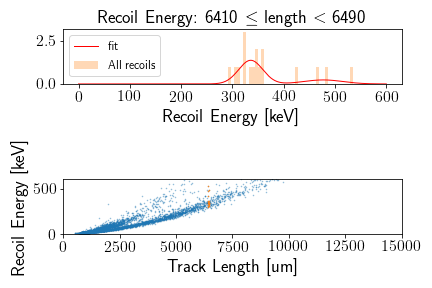 Recoil Energy: 6410 ≤ length < 6490
2.5
0.0
fit
All recoils
0 100 200 300 400 500 600
Recoil Energy [keV]
Recoil Energy [keV]
500
0
0 2500 5000 7500 10000 12500 15000
Track Length [um]